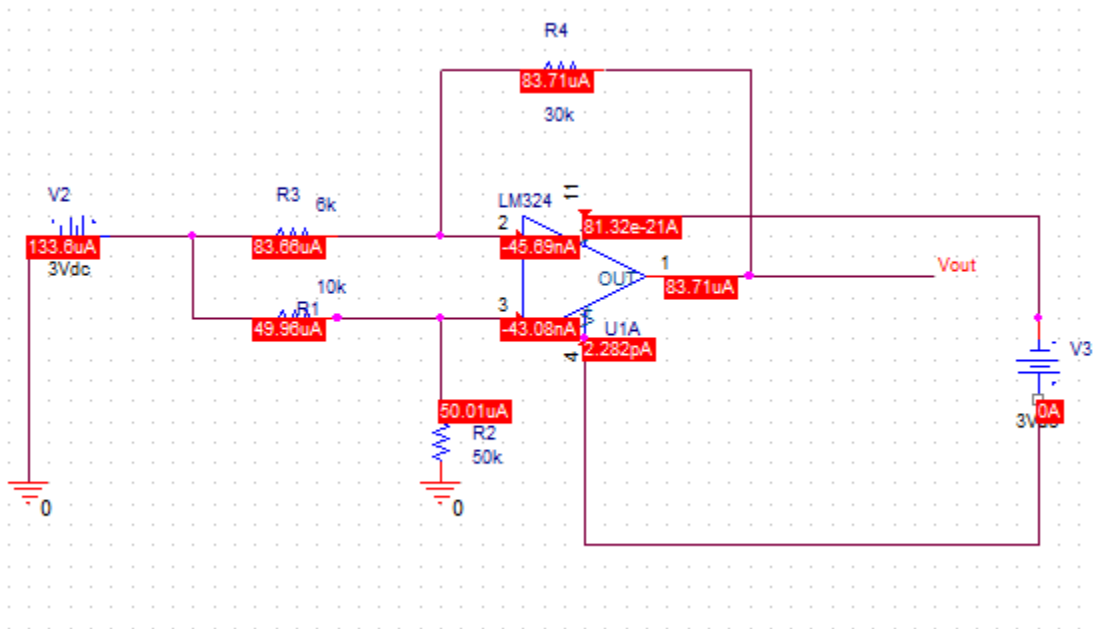 R4
83.71uA
30k
V2
133.6uA
3Vdc
R3
6k
83.66uA
10k
R1
49.96uA
LM324
11
2
-45.69nA
81.32e-21A
OUT
1
83.71uA
Vout
3
-43.08nA
U1A
4
2.282pA
V3
0A
50.01uA
R2
50k
0
0